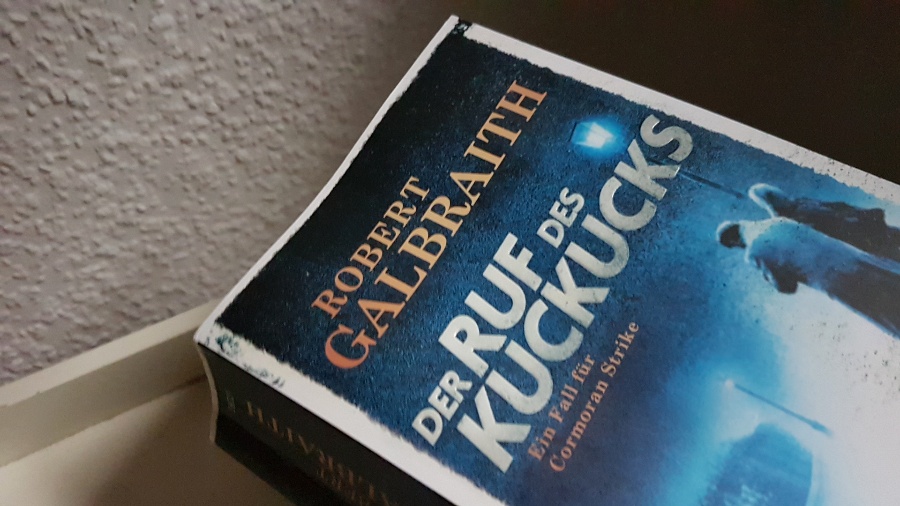 ROBERT
GALBRAITH
DER RUF DES
KUCKUCKS
Ein Fall für
Cormoran Strike